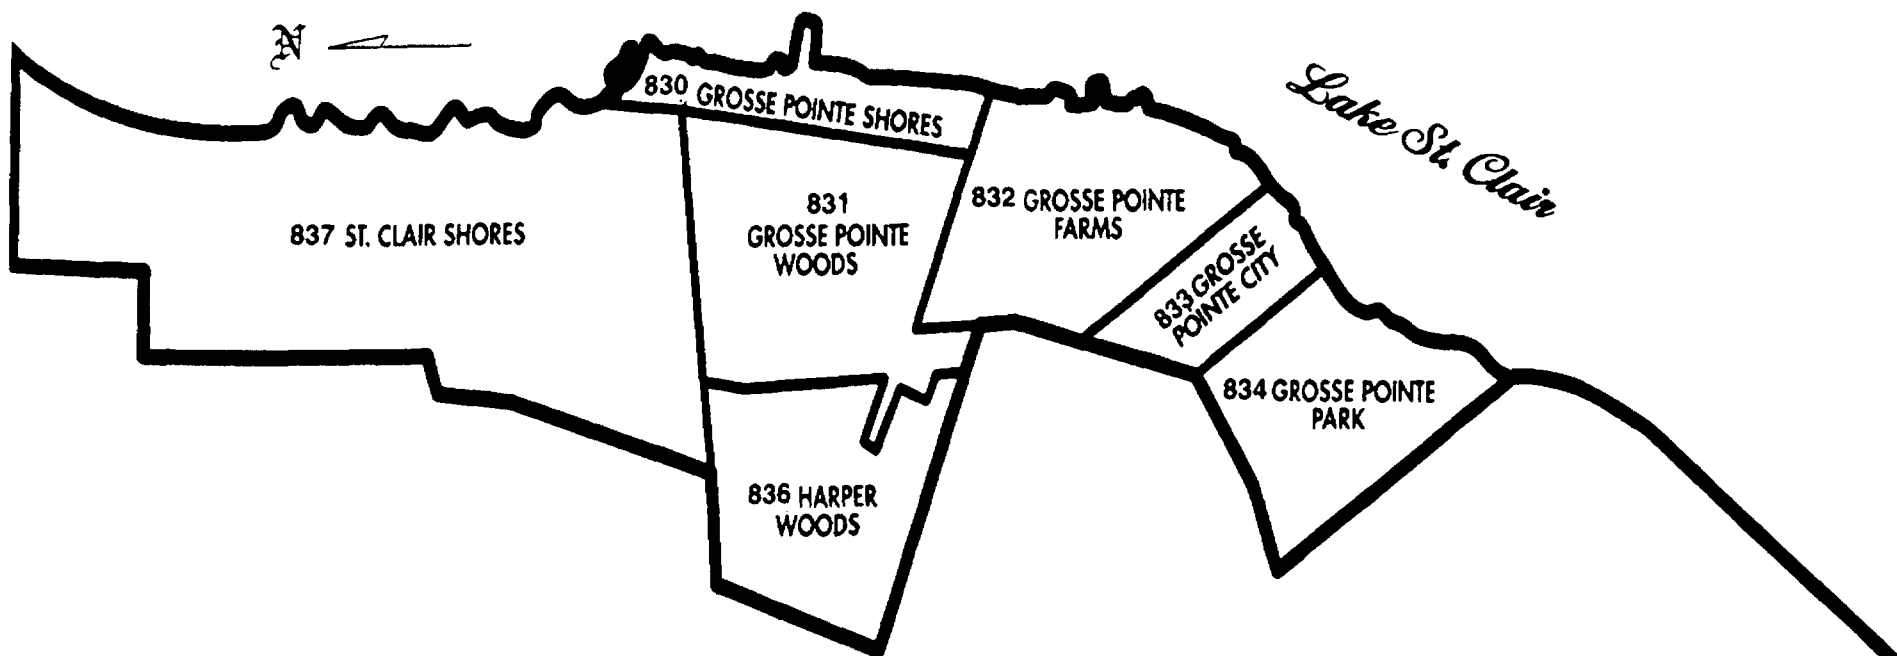 N
830 GROSSE POINTE SHORES
Lake St. Clair
837 ST. CLAIR SHORES
831
GROSSE POINTE
WOODS
832 GROSSE POINTE
FARMS
833 GROSSE
POINTE CITY
834 GROSSE POINTE
PARK
836 HARPER
WOODS